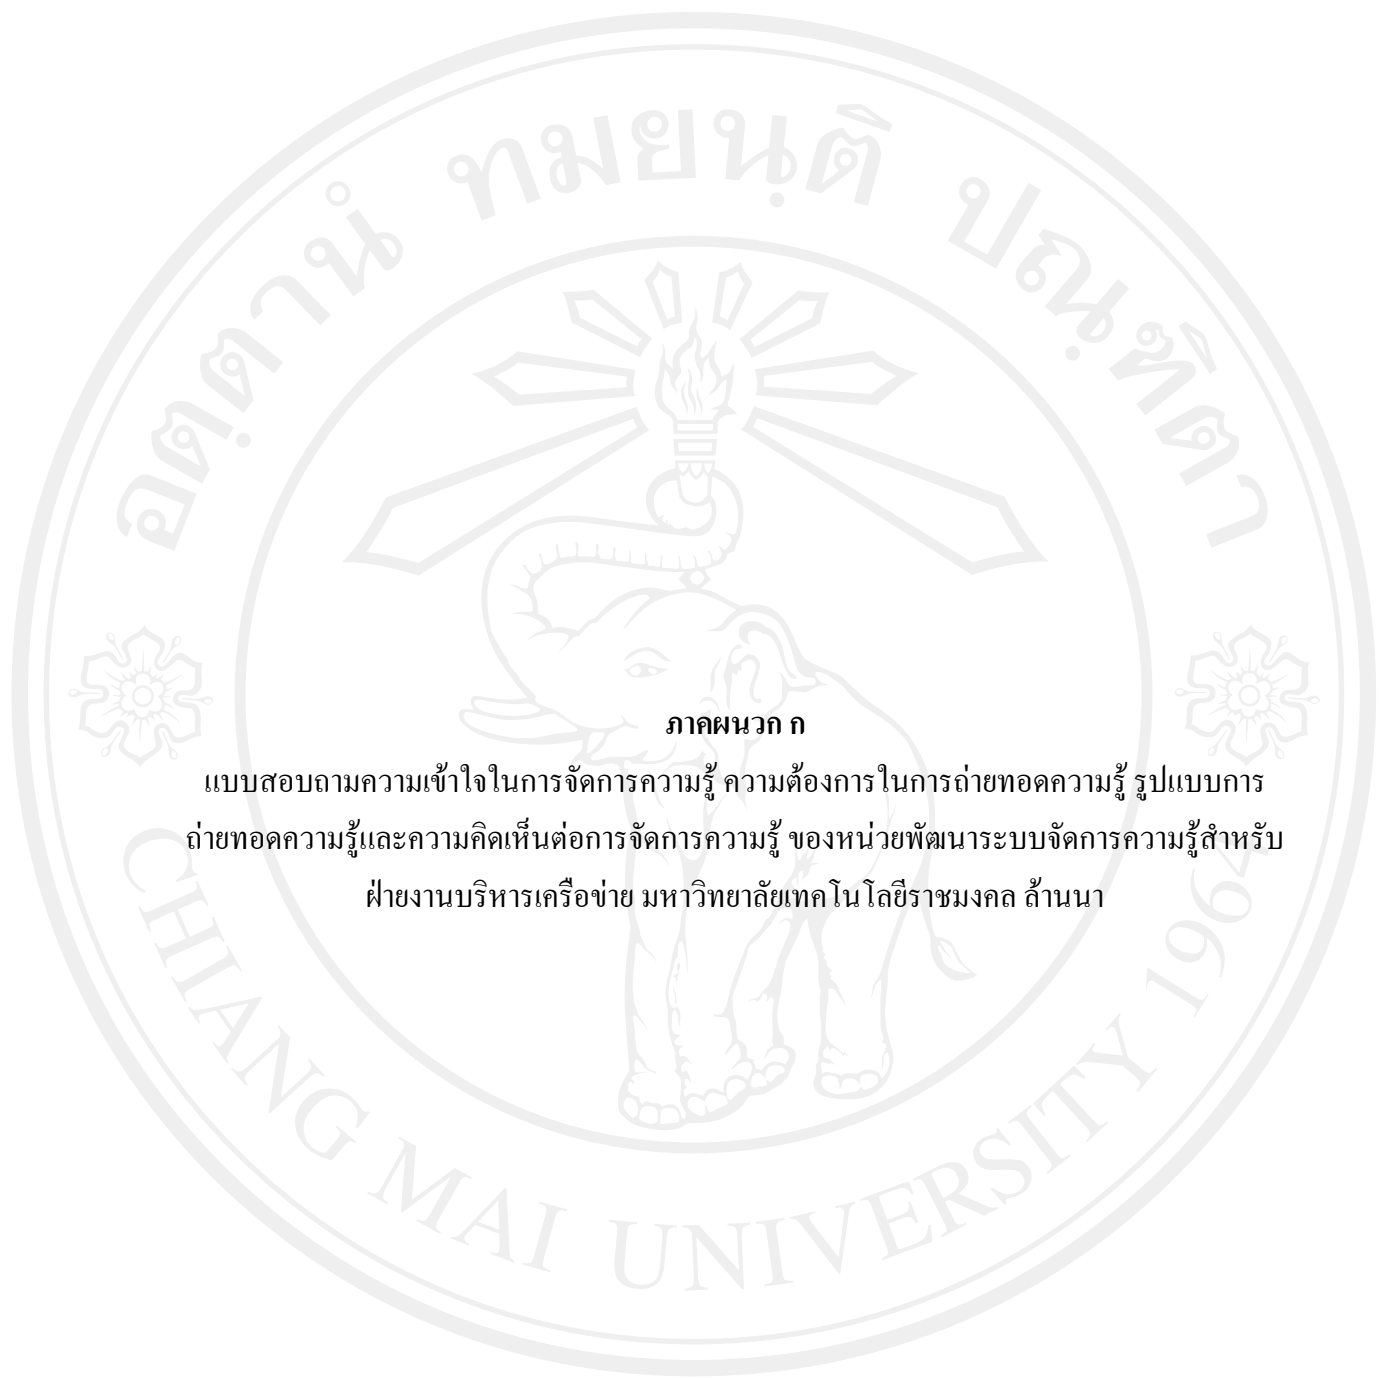 อตฺตานํ ทมยนฺติ ปณฺฑิตา
ภาคผนวก ก
แบบสอบถามความเข้าใจในการจัดการความรู้ ความต้องการในการถ่ายทอดความรู้ รูปแบบการ
ถ่ายทอดความรู้และความคิดเห็นต่อการจัดการความรู้ ของหน่วยพัฒนาระบบจัดการความรู้สำหรับ
ฝ่ายงานบริหารเครือข่าย มหาวิทยาลัยเทคโนโลยีราชมงคล ล้านนา
CHIANG MAI UNIVERSITY 1964